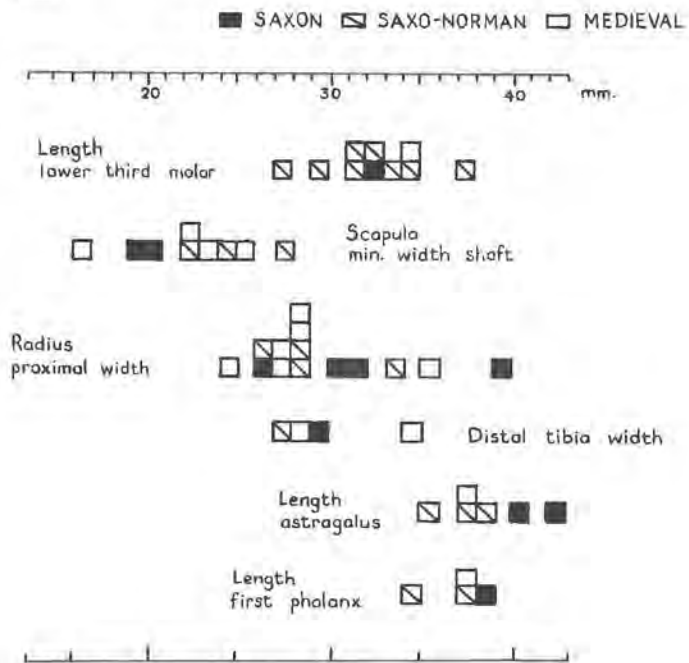 SAXON SAXO-NORMAN MEDIEVAL
20 30 40 mm.
Length
lower third molar
Scapula
min. width shaft
Radius
proximal width
Distal tibia width
Length
astragalus
Length
first phalanx